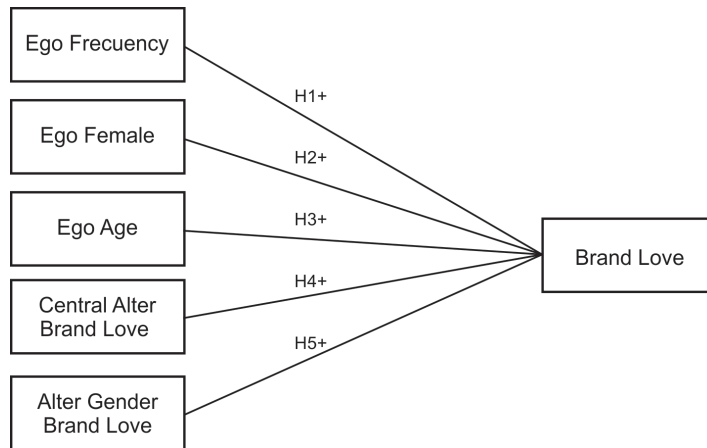 Ego Frecuency
H1+
Ego Female
H2+
Ego Age
H3+
Brand Love
Central Alter
Brand Love
H4+
H5+
Alter Gender
Brand Love